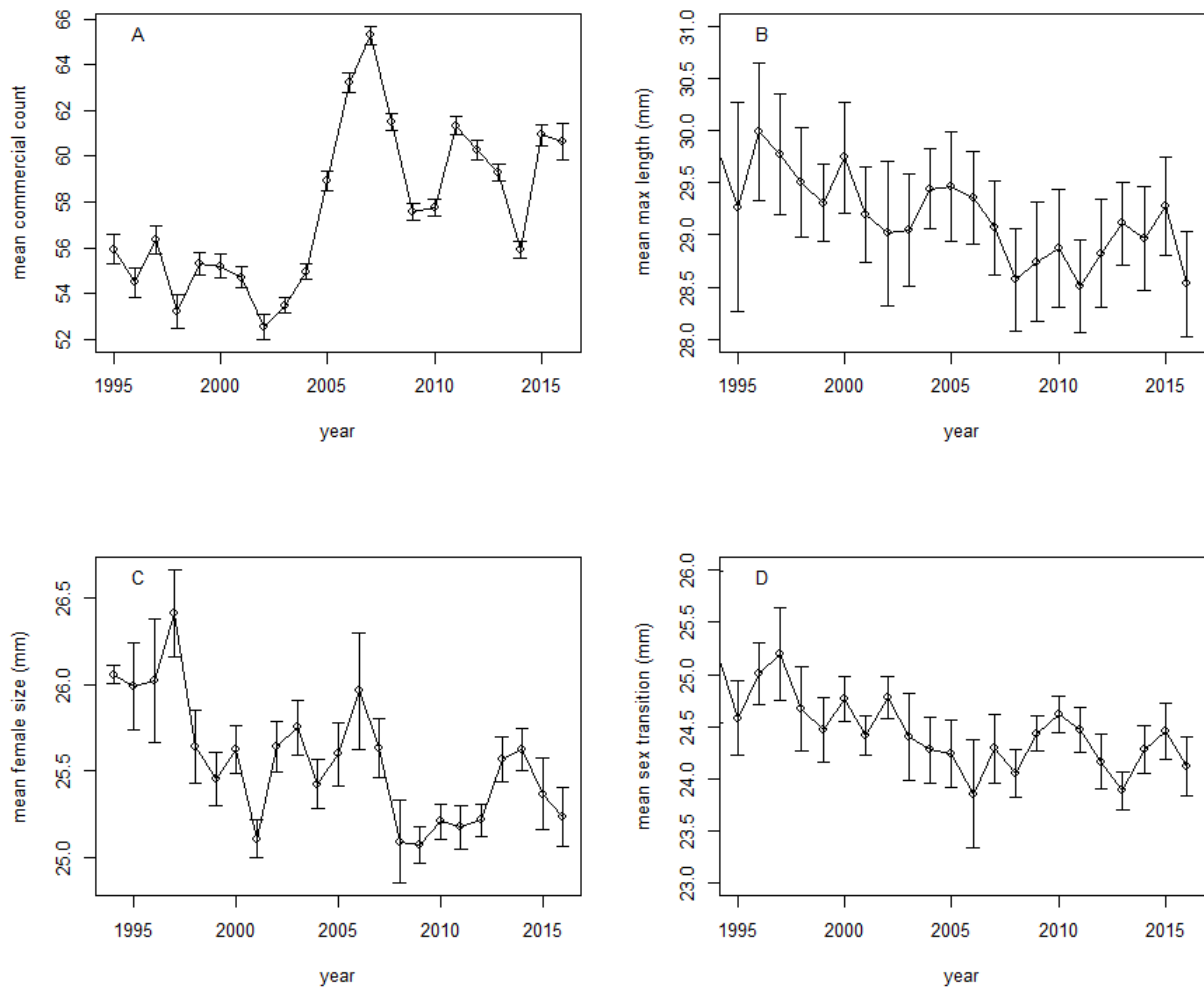 A
mean commercial count
66
64
62
60
58
56
54
52
1995 2000 2005 2010 2015
year
B
mean max length (mm)
31.0
30.5
30.0
29.5
29.0
28.5
28.0
1995 2000 2005 2010 2015
year
C
mean female size (mm)
26.5
26.0
25.5
25.0
1995 2000 2005 2010 2015
year
D
mean sex transition (mm)
26.0
25.5
25.0
24.5
24.0
23.5
23.0
1995 2000 2005 2010 2015
year